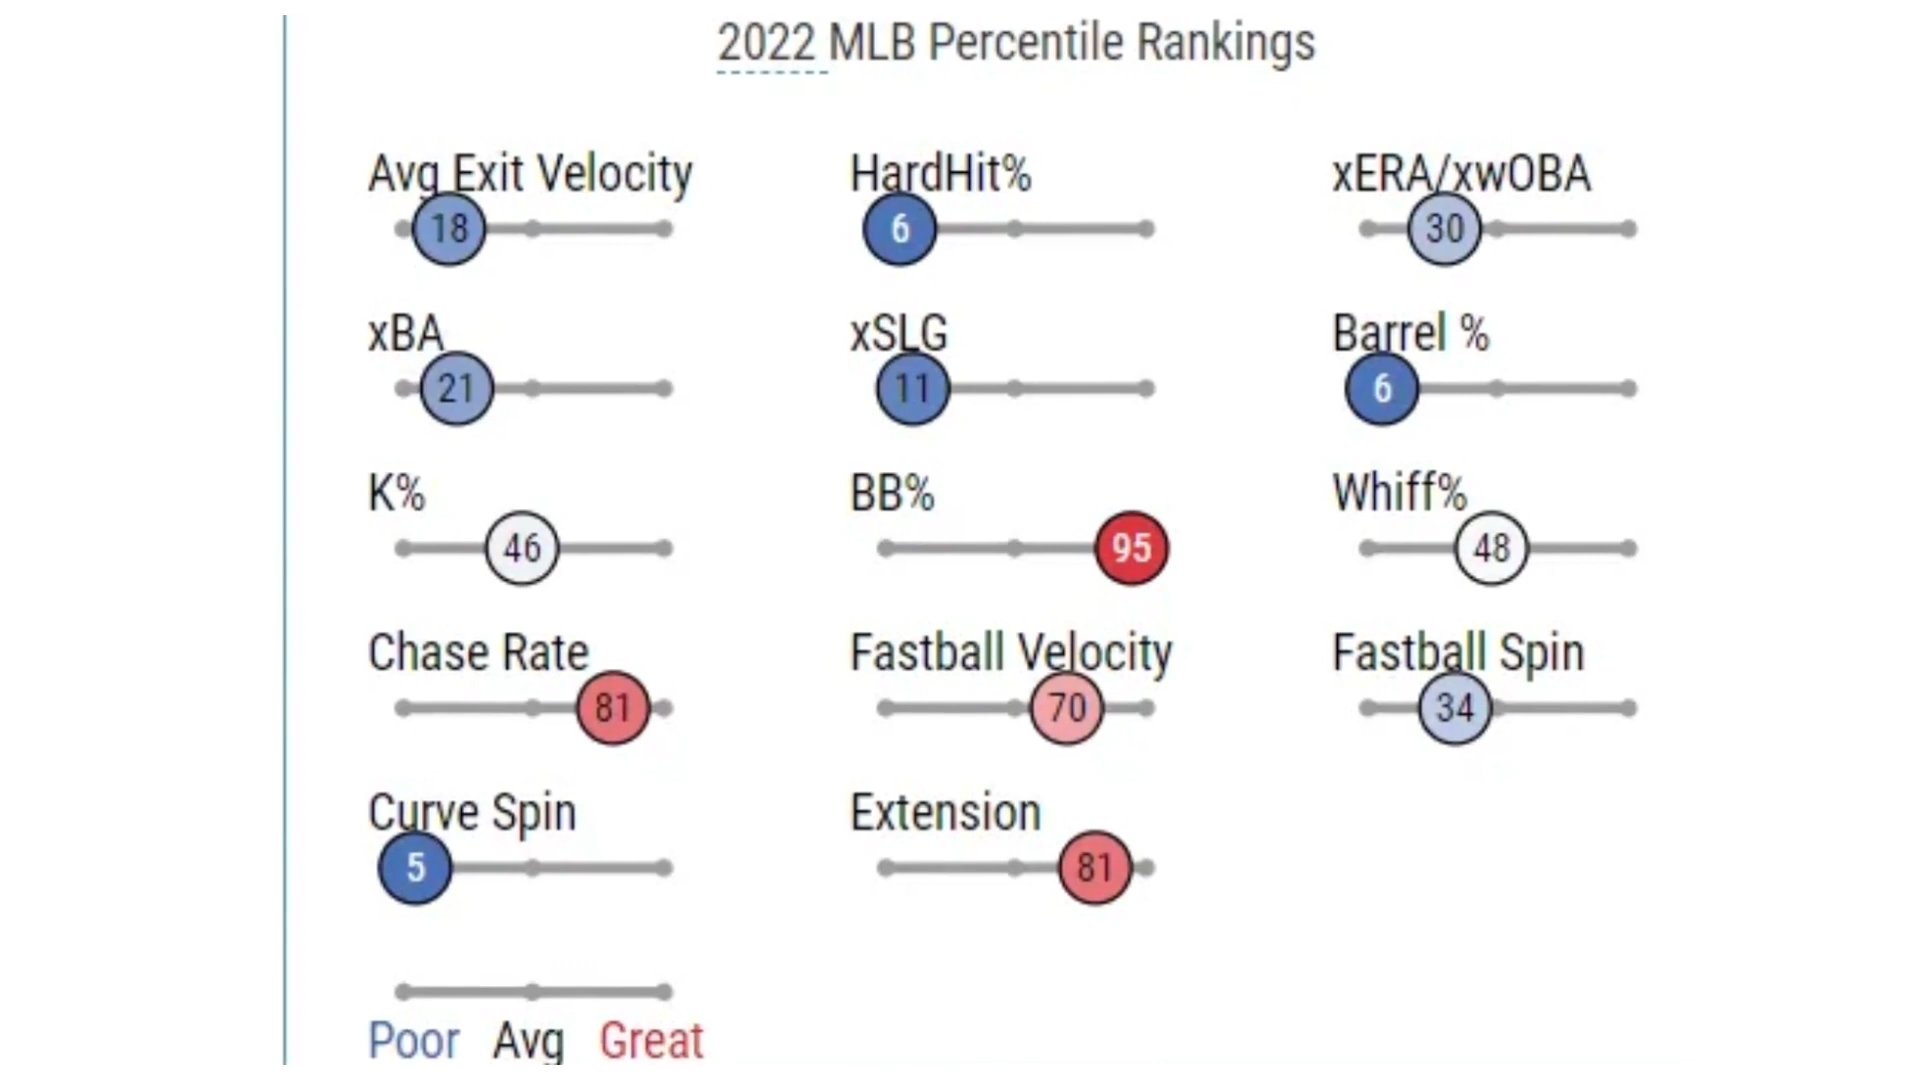 2022 MLB Percentile Rankings
Avg Exit Velocity HardHit% xERA/xwOBA
18 6 30
xBA xSLG Barrel %
21 11 6
K% BB% Whiff%
46 95 48
Chase Rate Fastball Velocity Fastball Spin
81 70 34
Curve Spin Extension
5 81
Poor Avg Great